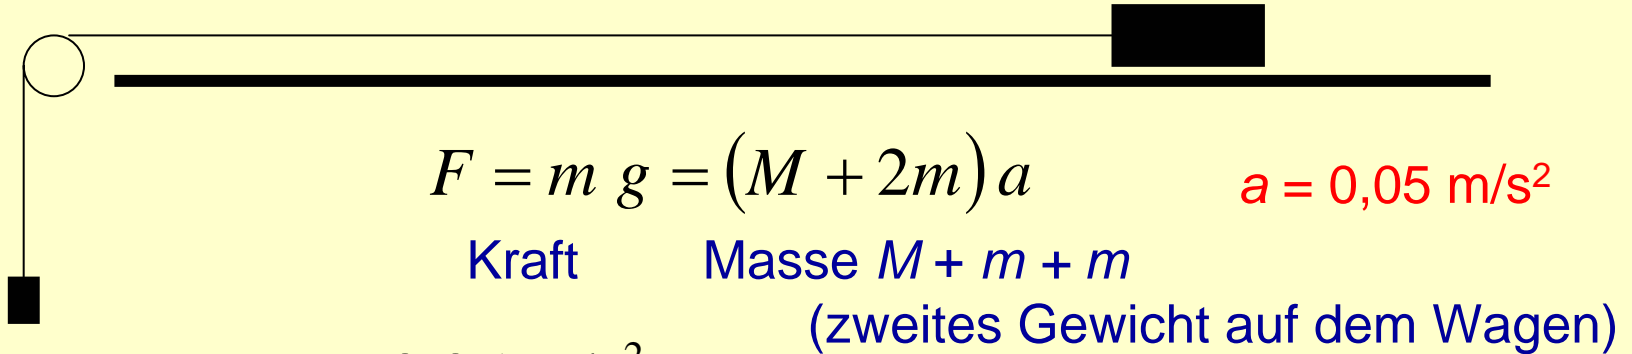 F = m g = (M + 2m) a
a = 0,05 m/s²
Kraft Masse M + m + m
(zweites Gewicht auf dem Wagen)